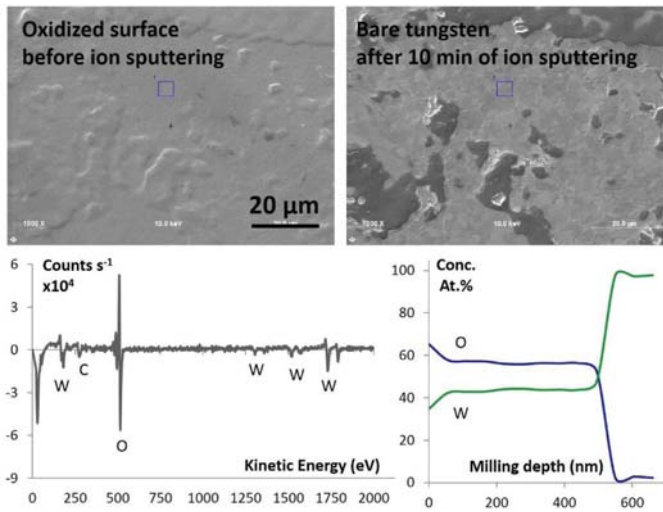 Oxidized surface
before ion sputtering
20 µm
1000 X
10.0 keV
Bare tungsten
after 10 min of ion sputtering
1000 X
10.0 keV
20.0 µm
Counts s⁻¹
x10⁴
6
3
0
-3
-6
-9
W
C
O
W
W
W
Kinetic Energy (eV)
0
250
500
750
1000
1250
1500
1750
2000
Conc.
At.%
100
80
60
40
20
0
O
W
Milling depth (nm)
0
200
400
600